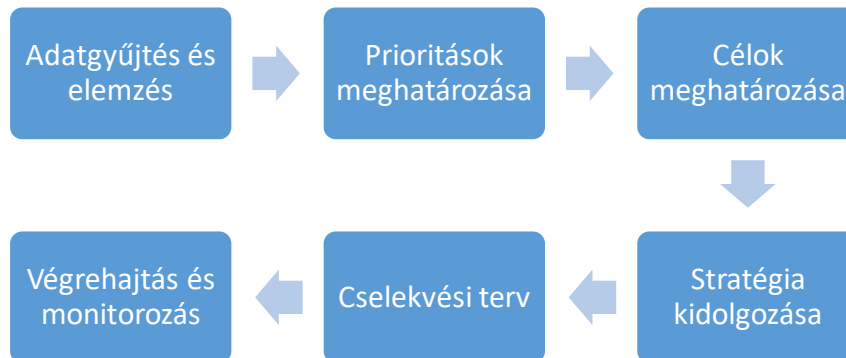 Adatgyűjtés és
elemzés
Prioritások
meghatározása
Célok
meghatározása
Stratégia
kidolgozása
Cselekvési terv
Végrehajtás és
monitorozás